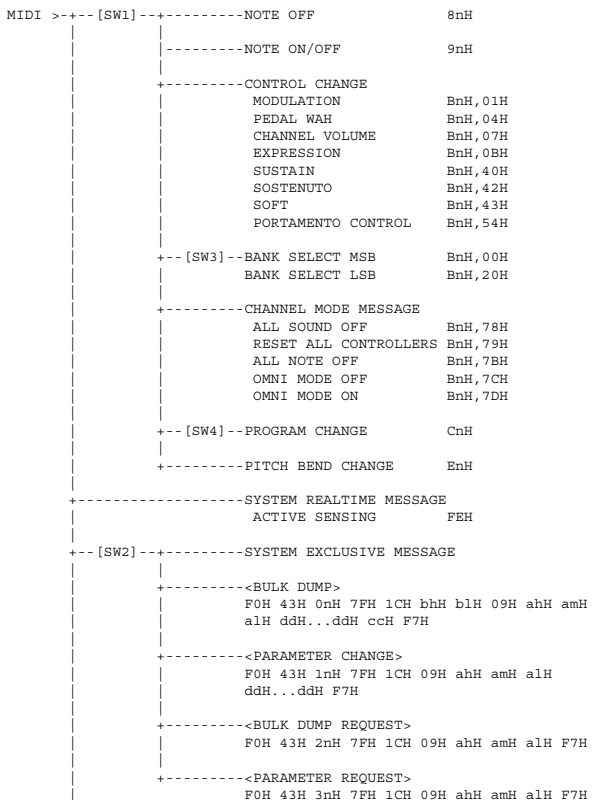 MIDI >-+--[SW1]--+---------NOTE OFF 8nH
|---------NOTE ON/OFF 9nH
+---------CONTROL CHANGE
MODULATION BnH,01H
PEDAL WAH BnH,04H
CHANNEL VOLUME BnH,07H
EXPRESSION BnH,0BH
SUSTAIN BnH,40H
SOSTENUTO BnH,42H
SOFT BnH,43H
PORTAMENTO CONTROL BnH,54H
+--[SW3]--BANK SELECT MSB BnH,00H
BANK SELECT LSB BnH,20H
+---------CHANNEL MODE MESSAGE
ALL SOUND OFF BnH,78H
RESET ALL CONTROLLERS BnH,79H
ALL NOTE OFF BnH,7BH
OMNI MODE OFF BnH,7CH
OMNI MODE ON BnH,7DH
+--[SW4]--PROGRAM CHANGE CnH
+---------PITCH BEND CHANGE EnH
+------------------SYSTEM REALTIME MESSAGE
ACTIVE SENSING FEH
+--[SW2]--+---------SYSTEM EXCLUSIVE MESSAGE
+---------<BULK DUMP>
F0H 43H 0nH 7FH 1CH bhH blH 09H ahH amH
alH ddH...ddH ccH F7H
+---------<PARAMETER CHANGE>
F0H 43H 1nH 7FH 1CH 09H ahH amH alH
ddH...ddH F7H
+---------<BULK DUMP REQUEST>
F0H 43H 2nH 7FH 1CH 09H ahH amH alH F7H
+---------<PARAMETER REQUEST>
F0H 43H 3nH 7FH 1CH 09H ahH amH alH F7H